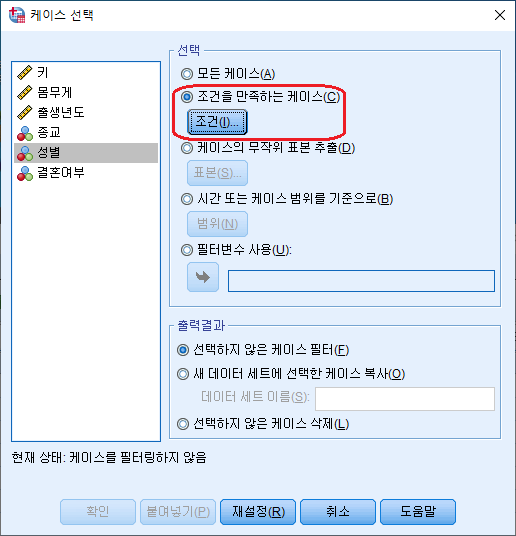 케이스 선택
키
몸무게
출생년도
종교
성별
결혼여부
선택
모든 케이스(A)
조건을 만족하는 케이스(C)
조건(I)...
케이스의 무작위 표본 추출(D)
표본(S)...
시간 또는 케이스 범위를 기준으로(B)
범위(N)
필터변수 사용(U):
출력결과
선택하지 않은 케이스 필터(F)
새 데이터 세트에 선택한 케이스 복사(O)
데이터 세트 이름(S):
선택하지 않은 케이스 삭제(L)
현재 상태: 케이스를 필터링하지 않음
확인 붙여넣기(P) 재설정(R) 취소 도움말